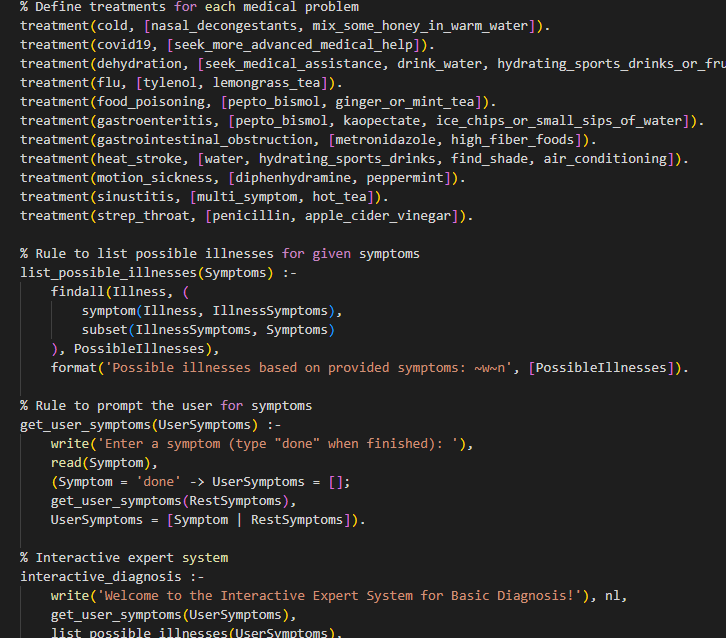 % Define treatments for each medical problem
treatment(cold, [nasal_decongestants, mix_some_honey_in_warm_water]).
treatment(covid19, [seek_more_advanced_medical_help]).
treatment(dehydration, [seek_medical_assistance, drink_water, hydrating_sports_drinks_or_fru
treatment(flu, [tylenol, lemongrass_tea]).
treatment(food_poisoning, [pepto_bismol, ginger_or_mint_tea]).
treatment(gastroenteritis, [pepto_bismol, kaopectate, ice_chips_or_small_sips_of_water]).
treatment(gastrointestinal_obstruction, [metronidazole, high_fiber_foods]).
treatment(heat_stroke, [water, hydrating_sports_drinks, find_shade, air_conditioning]).
treatment(motion_sickness, [diphenhydramine, peppermint]).
treatment(sinustitis, [multi_symptom, hot_tea]).
treatment(strep_throat, [penicillin, apple_cider_vinegar]).

% Rule to list possible illnesses for given symptoms
list_possible_illnesses(Symptoms) :-
    findall(Illness, (
        symptom(Illness, IllnessSymptoms),
        subset(IllnessSymptoms, Symptoms)
    ), PossibleIllnesses),
    format('Possible illnesses based on provided symptoms: ~w~n', [PossibleIllnesses]).

% Rule to prompt the user for symptoms
get_user_symptoms(UserSymptoms) :-
    write('Enter a symptom (type "done" when finished): '),
    read(Symptom),
    (Symptom = 'done' -> UserSymptoms = [];
    get_user_symptoms(RestSymptoms),
    UserSymptoms = [Symptom | RestSymptoms]).

% Interactive expert system
interactive_diagnosis :-
    write('Welcome to the Interactive Expert System for Basic Diagnosis!'), nl,
    get_user_symptoms(UserSymptoms),
    list_possible_illnesses(UserSymptoms),